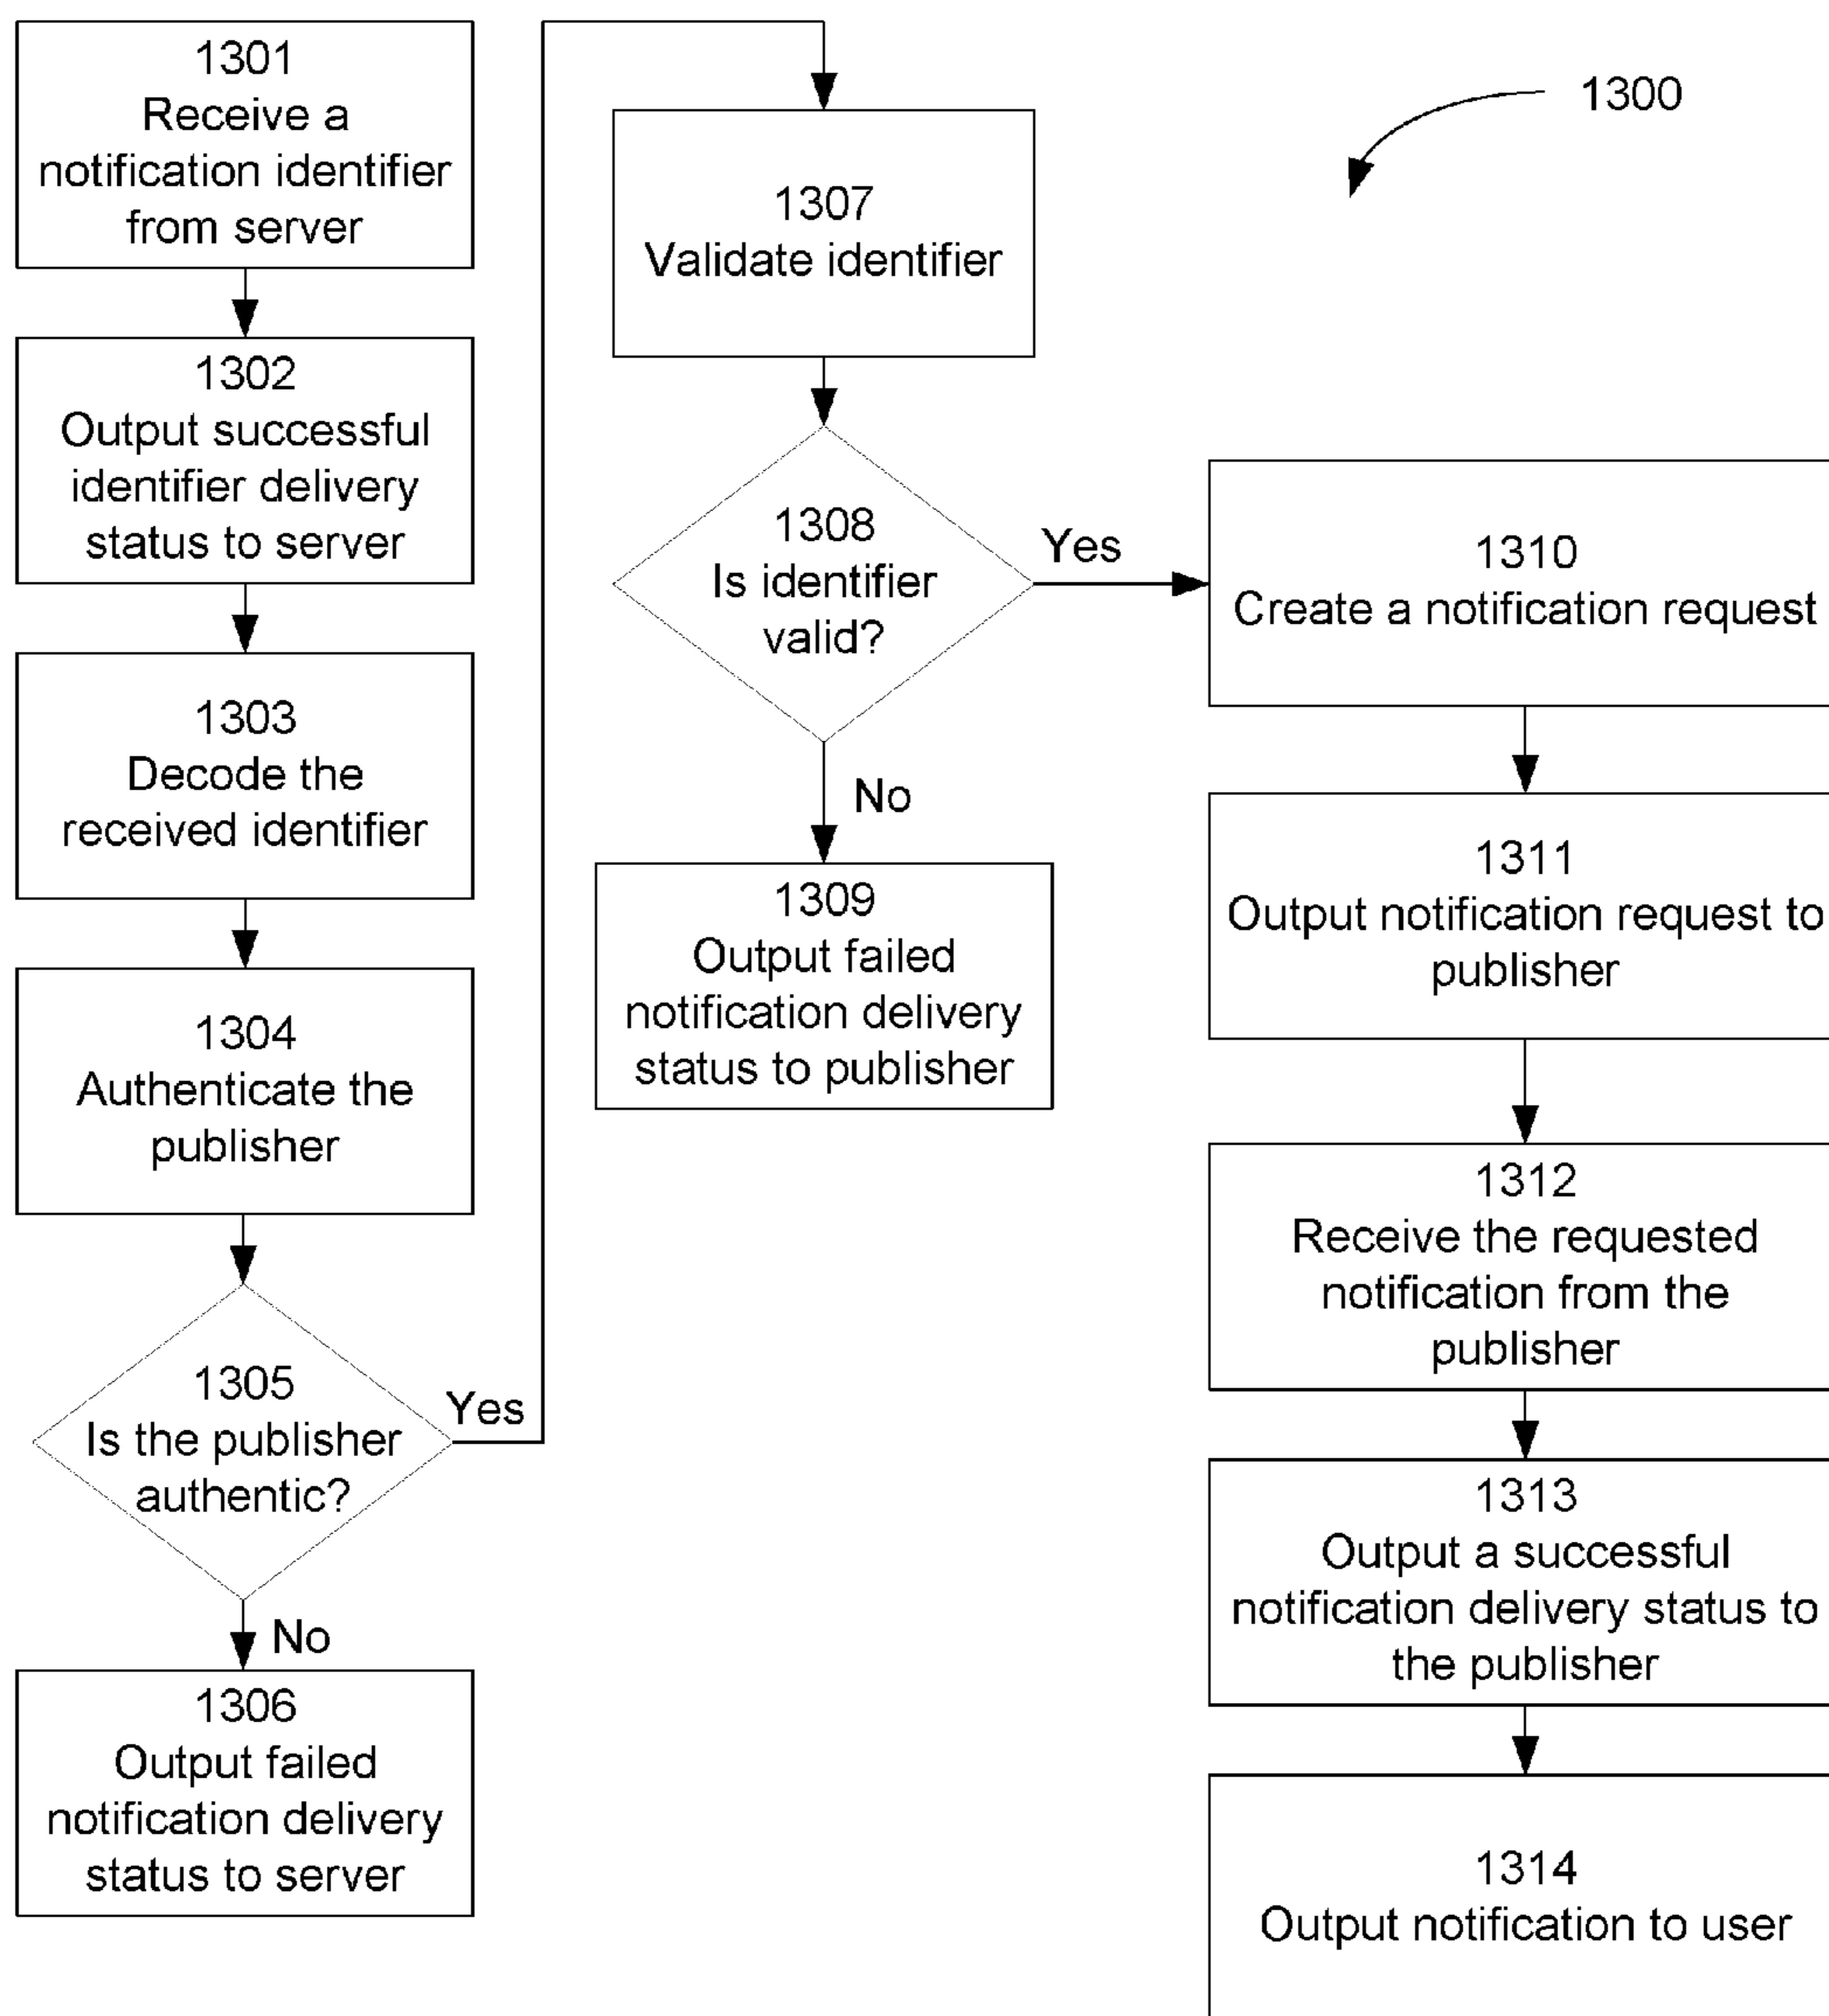 1301
Receive a
notification identifier
from server
1302
Output successful
identifier delivery
status to server
1303
Decode the
received identifier
1304
Authenticate the
publisher
1305
Is the publisher
authentic?
Yes
No
1306
Output failed
notification delivery
status to server
1307
Validate identifier
1308
Is identifier
valid?
Yes
No
1309
Output failed
notification delivery
status to publisher
1300
1310
Create a notification request
1311
Output notification request to
publisher
1312
Receive the requested
notification from the
publisher
1313
Output a successful
notification delivery status to
the publisher
1314
Output notification to user